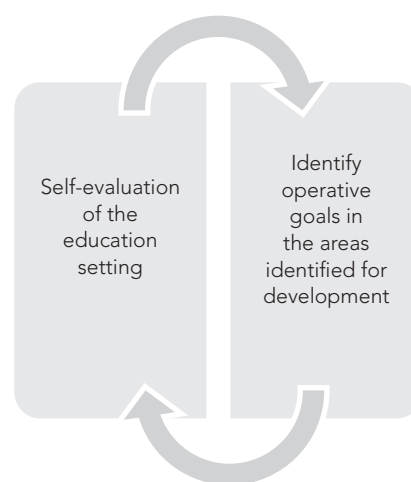 Self-evaluation
of the
education
setting
Identify
operative
goals in
the areas
identified for
development